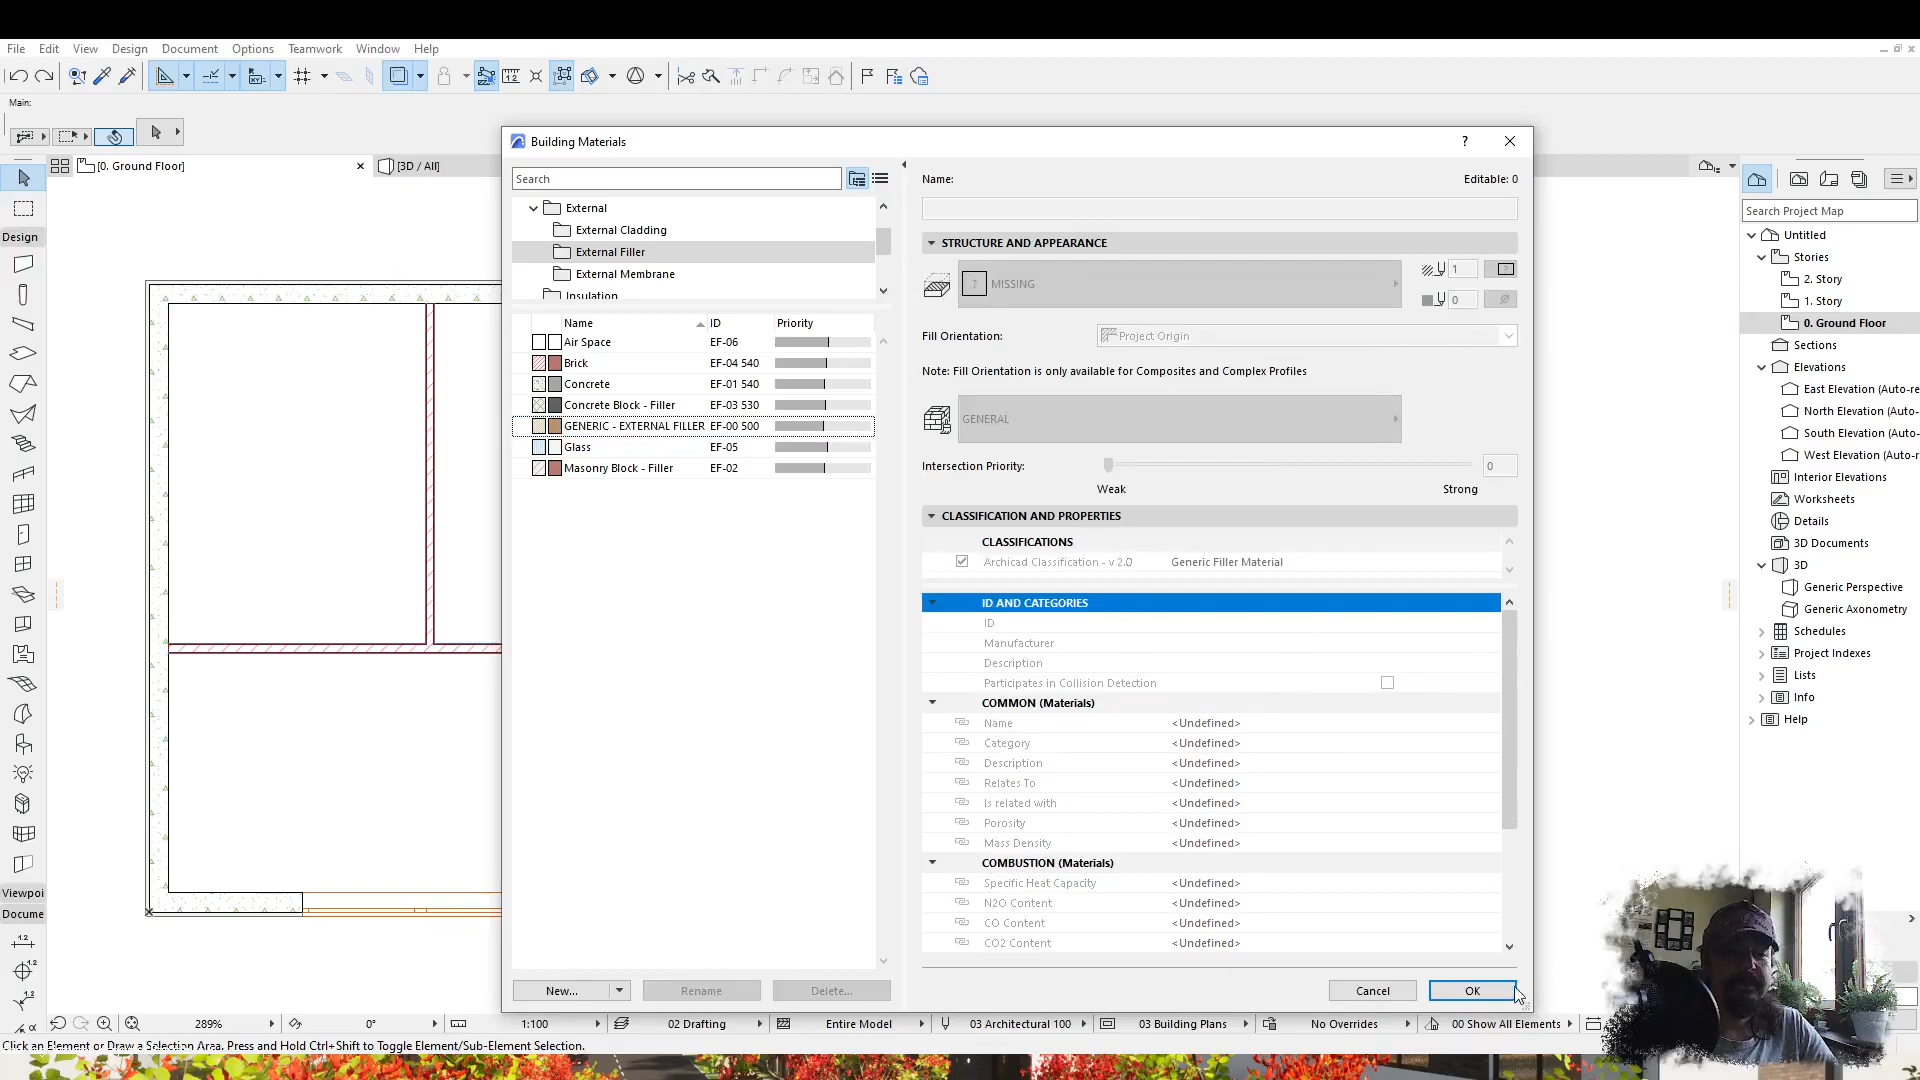 File Edit View Design Document Options Teamwork Window Help
Main:
[0. Ground Floor]
[3D / All]
Design
Viewpoi
Docume
Building Materials
Search
External
External Cladding
External Filler
External Membrane
Insulation
Name ID Priority
Air Space EF-06
Brick EF-04 540
Concrete EF-01 540
Concrete Block - Filler EF-03 530
GENERIC - EXTERNAL FILLER EF-00 500
Glass EF-05
Masonry Block - Filler EF-02
New...
Rename
Delete...
Name:
Editable: 0
STRUCTURE AND APPEARANCE
? MISSING
1
0
Fill Orientation:
Project Origin
Note: Fill Orientation is only available for Composites and Complex Profiles
GENERAL
Intersection Priority:
0
Weak
Strong
CLASSIFICATION AND PROPERTIES
CLASSIFICATIONS
Archicad Classification - v 2.0 Generic Filler Material
ID AND CATEGORIES
ID
Manufacturer
Description
Participates in Collision Detection
COMMON (Materials)
Name <Undefined>
Category <Undefined>
Description <Undefined>
Relates To <Undefined>
Is related with <Undefined>
Porosity <Undefined>
Mass Density <Undefined>
COMBUSTION (Materials)
Specific Heat Capacity <Undefined>
N2O Content <Undefined>
CO Content <Undefined>
CO2 Content <Undefined>
Cancel
OK
Search Project Map
Untitled
Stories
2. Story
1. Story
0. Ground Floor
Sections
Elevations
East Elevation (Auto-re
North Elevation (Auto-r
South Elevation (Auto-r
West Elevation (Auto-r
Interior Elevations
Worksheets
Details
3D Documents
3D
Generic Perspective
Generic Axonometry
Schedules
Project Indexes
Lists
Info
Help
289% 0° 1:100 02 Drafting Entire Model 03 Architectural 100 03 Building Plans No Overrides 00 Show All Elements
Click an Element or Draw a Selection Area. Press and Hold Ctrl+Shift to Toggle Element/Sub-Element Selection.